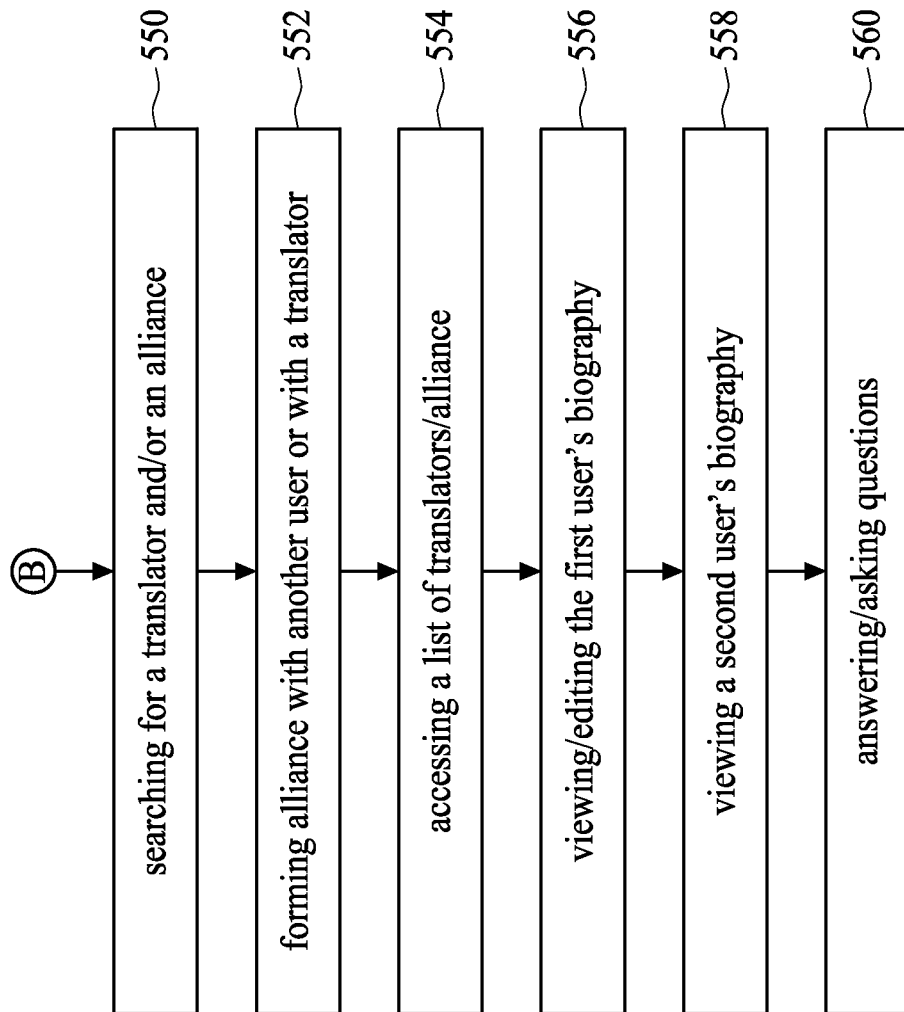 B
searching for a translator and/or an alliance
550
forming alliance with another user or with a translator
552
accessing a list of translators/alliance
554
viewing/editing the first user's biography
556
viewing a second user's biography
558
answering/asking questions
560